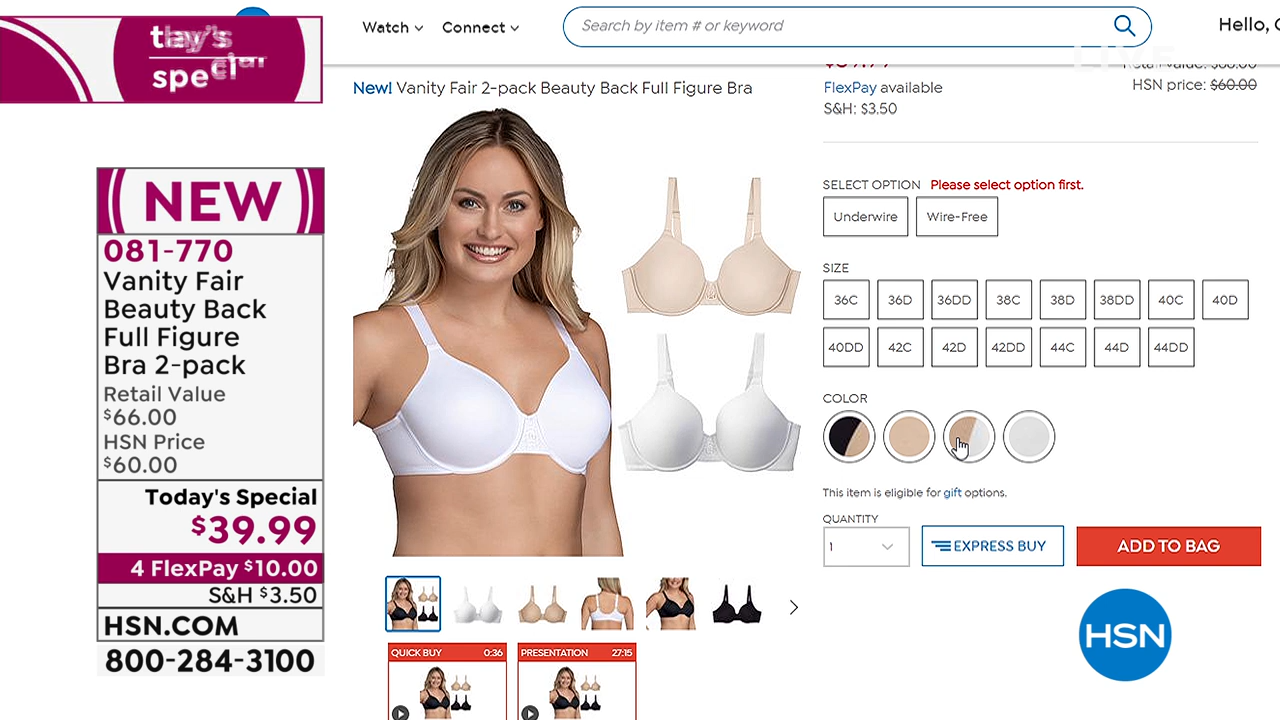 Watch
Connect
Search by item # or keyword
HSN
Hello,
spe
New! Vanity Fair 2-pack Beauty Back Full Figure Bra
FlexPay available
HSN price: $60.00
S&H: $3.50
NEW
081-770
Vanity Fair
Beauty Back
Full Figure
Bra 2-pack
Retail Value
$66.00
HSN Price
$60.00
Today's Special
$39.99
4 FlexPay $10.00
S&H $3.50
HSN.COM
800-284-3100
SELECT OPTION Please select option first.
Underwire
Wire-Free
SIZE
36C 36D 36DD 38C 38D 38DD 40C 40D
40DD 42C 42D 42DD 44C 44D 44DD
COLOR
This item is eligible for gift options.
QUANTITY
1
EXPRESS BUY
ADD TO BAG
QUICK BUY 0:36
PRESENTATION 27:15
HSN